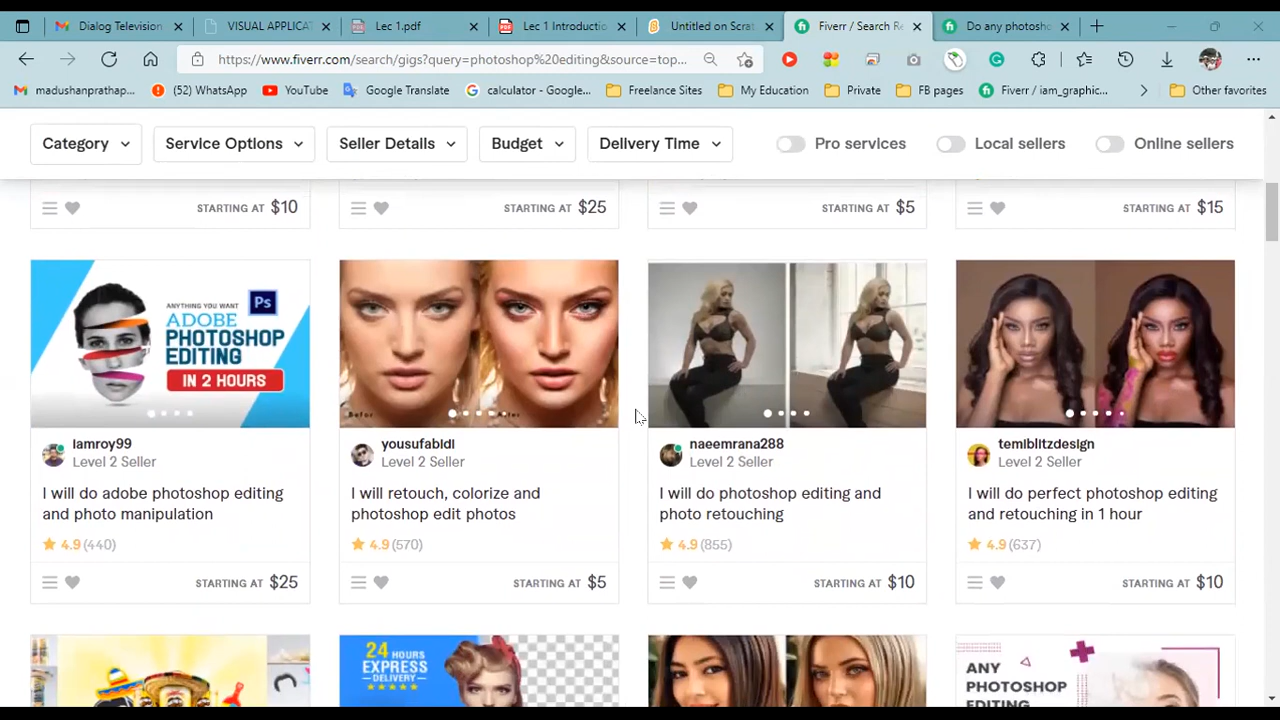 Dialog Television
VISUAL APPLICAT
Lec 1.pdf
Lec 1 Introductio
Untitled on Scrat
Fiverr / Search Re
Do any photosho
https://www.fiverr.com/search/gigs?query=photoshop%20editing&source=top...
madushanprathap...
(52) WhatsApp
YouTube
Google Translate
calculator - Google...
Freelance Sites
My Education
Private
FB pages
Fiverr / iam_graphic...
Other favorites
Category
Service Options
Seller Details
Budget
Delivery Time
Pro services
Local sellers
Online sellers
STARTING AT $10
STARTING AT $25
STARTING AT $5
STARTING AT $15
ANYTHING YOU WANT
Ps
ADOBE
PHOTOSHOP
EDITING
IN 2 HOURS
Befor
After
iamroy99
Level 2 Seller
I will do adobe photoshop editing
and photo manipulation
4.9 (440)
STARTING AT $25
yousufabidi
Level 2 Seller
I will retouch, colorize and
photoshop edit photos
4.9 (570)
STARTING AT $5
naeemrana288
Level 2 Seller
I will do photoshop editing and
photo retouching
4.9 (855)
STARTING AT $10
temiblitzdesign
Level 2 Seller
I will do perfect photoshop editing
and retouching in 1 hour
4.9 (637)
STARTING AT $10
24 HOURS
EXPRESS
DELIVERY
ANY
PHOTOSHOP
EDITING